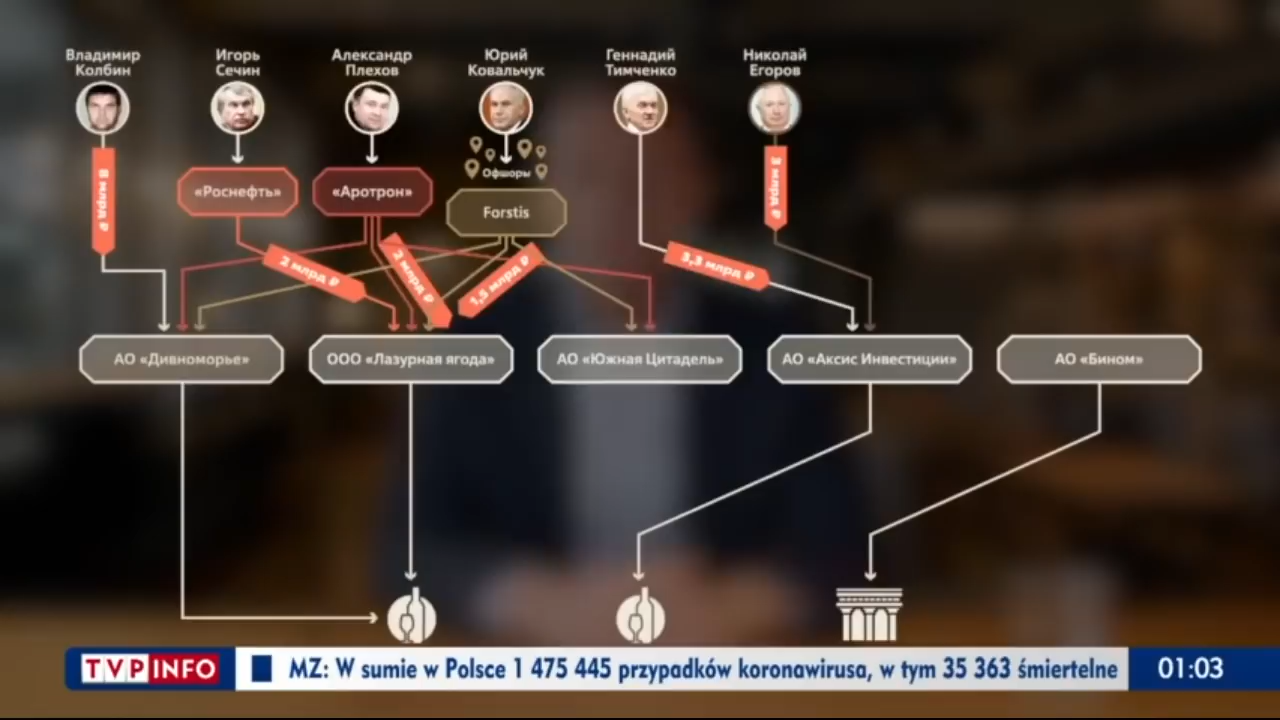 Владимир
Колбин
Игорь
Сечин
Александр
Плехов
Юрий
Ковальчук
Геннадий
Тимченко
Николай
Егоров
Офшоры
8 млрд ₽
«Роснефть»
«Аротрон»
Forstis
3 млрд ₽
2 млрд ₽
2 млрд ₽
1,5 млрд ₽
3,3 млрд ₽
АО «Дивноморье»
ООО «Лазурная ягода»
АО «Южная Цитадель»
АО «Аксис Инвестиции»
АО «Бином»
TVP INFO
MZ: W sumie w Polsce 1 475 445 przypadków koronawirusa, w tym 35 363 śmiertelne
01:03